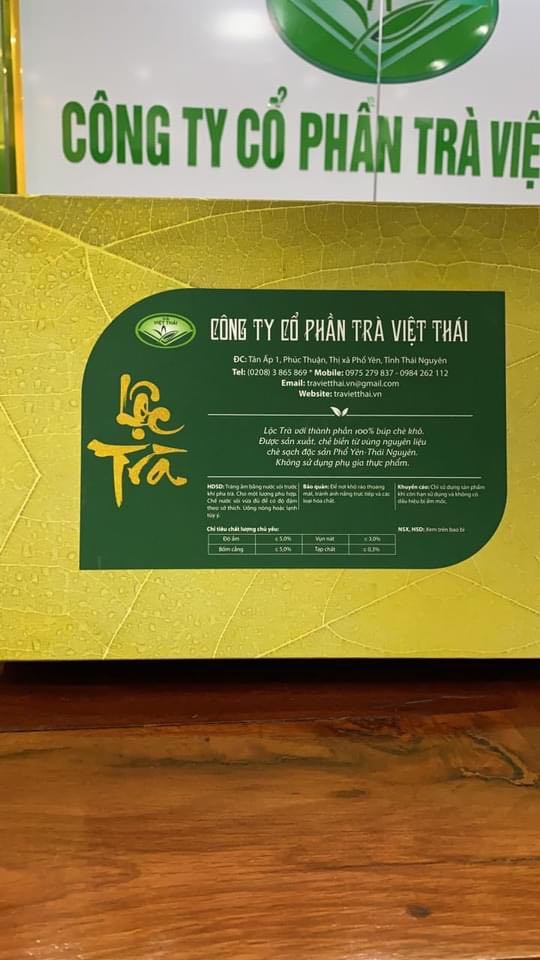 CÔNG TY CỔ PHẦN TRÀ VIỆ
VIỆT THÁI
CÔNG TY CỔ PHẦN TRÀ VIỆT THÁI
ĐC: Tân Ấp 1, Phúc Thuận, Thị xã Phổ Yên, Tỉnh Thái Nguyên
Tel: (0208) 3 865 869 * Mobile: 0975 279 837 - 0984 262 112
Email: travietthai.vn@gmail.com
Website: travietthai.vn
Lộc
Trà
Lộc Trà với thành phần 100% búp chè khô.
Được sản xuất, chế biến từ vùng nguyên liệu
chè sạch đặc sản Phổ Yên-Thái Nguyên.
Không sử dụng phụ gia thực phẩm.
HDSD: Tráng ấm bằng nước sôi trước
khi pha trà. Cho một lượng phù hợp.
Chế nước sôi vừa đủ để có độ đậm
theo sở thích. Uống nóng hoặc lạnh
tùy ý.
Bảo quản: Để nơi khô ráo thoáng
mát, tránh ánh nắng trực tiếp và các
loại hóa chất.
Khuyến cáo: Chỉ sử dụng sản phẩm
khi còn hạn sử dụng và không có
dấu hiệu bị ẩm mốc.
Chỉ tiêu chất lượng chủ yếu:
NSX, HSD: Xem trên bao bì
Độ ẩm ≤ 5,0% Vụn nát ≤ 3,0%
Bồm cẫng ≤ 5,0% Tạp chất ≤ 0,3%